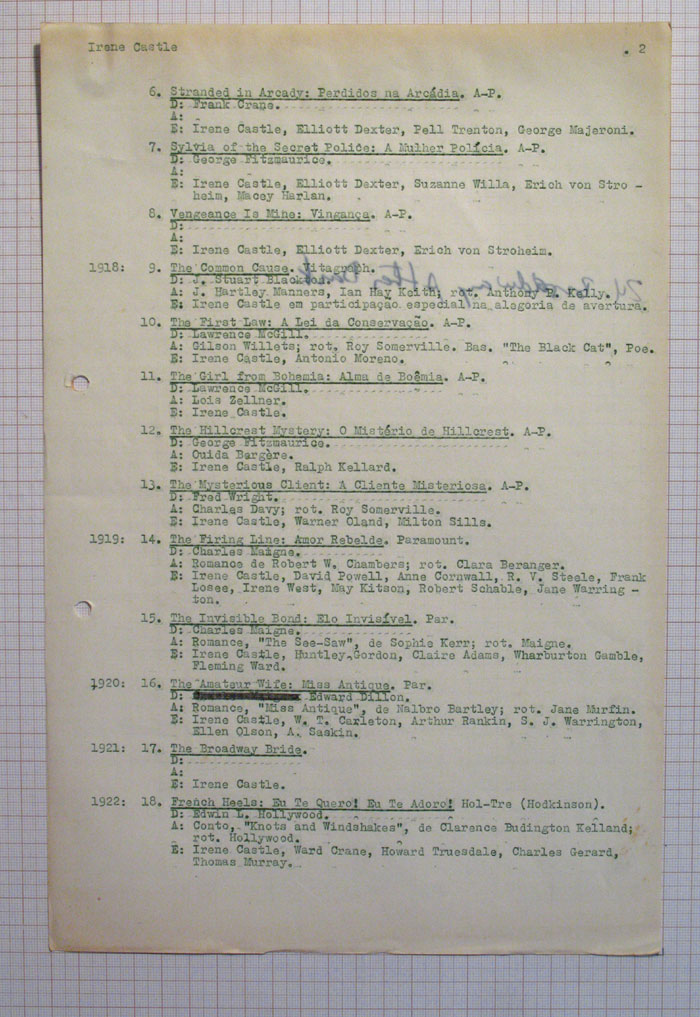 Irene Castle . 2
6. Stranded in Arcady: Perdidos na Arcádia. A-P.
D: Frank Crane.
A:
E: Irene Castle, Elliott Dexter, Pell Trenton, George Majeroni.
7. Sylvia of the Secret Police: A Mulher Polícia. A-P.
D: George Fitzmaurice.
A:
E: Irene Castle, Elliott Dexter, Suzanne Willa, Erich von Stro -
heim, Macey Harlan.
8. Vengeance Is Mine: Vingança. A-P.
D:
A:
E: Irene Castle, Elliott Dexter, Erich von Stroheim.
1918: 9. The Common Cause. Vitagraph.
D: J. Stuart Black
A: J. Hartley Manners, Ian Hay Keith; rot. Anthony P. Kelly.
E: Irene Castle em participação especial na alegoria de avertura.
10. The First Law: A Lei da Conservação. A-P.
D: Lawrence McGill.
A: Gilson Willets; rot. Roy Somerville. Bas. "The Black Cat", Poe.
E: Irene Castle, Antonio Moreno.
11. The Girl from Bohemia: Alma de Boêmia. A-P.
D: Lawrence McGill.
A: Lois Zellner.
E: Irene Castle.
12. The Hillcrest Mystery: O Mistério de Hillcrest. A-P.
D: George Fitzmaurice.
A: Ouida Bergère.
E: Irene Castle, Ralph Kellard.
13. The Mysterious Client: A Cliente Misteriosa. A-P.
D: Fred Wright.
A: Charles Davy; rot. Roy Somerville.
E: Irene Castle, Warner Oland, Milton Sills.
1919: 14. The Firing Line: Amor Rebelde. Paramount.
D: Charles Maigne.
A: Romance de Robert W. Chambers; rot. Clara Beranger.
E: Irene Castle, David Powell, Anne Cornwall, R. V. Steele, Frank
Losee, Irene West, May Kitson, Robert Schable, Jane Warring -
ton.
15. The Invisible Bond: Elo Invisível. Par.
D: Charles Maigne.
A: Romance, "The See-Saw", de Sophie Kerr; rot. Maigne.
E: Irene Castle, Huntley Gordon, Claire Adams, Wharburton Gamble,
Fleming Ward.
1920: 16. The Amateur Wife: Miss Antique. Par.
D: Edward Dillon.
A: Romance, "Miss Antique", de Nalbro Bartley; rot. Jane Murfin.
E: Irene Castle, W. T. Carleton, Arthur Rankin, S. J. Warrington,
Ellen Olson, A. Saskin.
1921: 17. The Broadway Bride.
D:
A:
E: Irene Castle.
1922: 18. French Heels: Eu Te Quero! Eu Te Adoro! Hol-Tre (Hodkinson).
D: Edwin L. Hollywood.
A: Conto, "Knots and Windshakes", de Clarence Budington Kelland;
rot. Hollywood.
E: Irene Castle, Ward Crane, Howard Truesdale, Charles Gerard,
Thomas Murray.